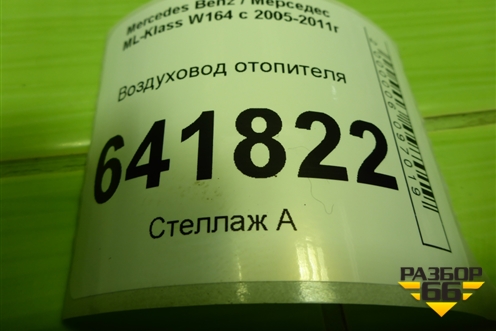 Mercedes Benz / Мерседес
ML-Klass W164 с 2005-2011г
Воздуховод отопителя
641822
Стеллаж А
РАЗБОР
66